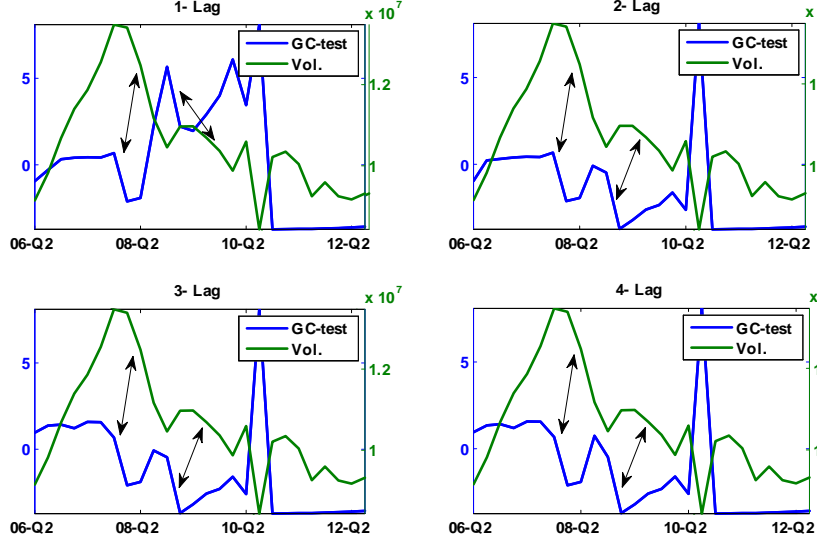 1- Lag
x 10^7
GC-test
Vol.
5
0
1.2
1
06-Q2 08-Q2 10-Q2 12-Q2
2- Lag
x
GC-test
Vol.
5
0
1
1
06-Q2 08-Q2 10-Q2 12-Q2
3- Lag
x 10^7
GC-test
Vol.
5
0
1.2
1
06-Q2 08-Q2 10-Q2 12-Q2
4- Lag
x
GC-test
Vol.
5
0
1
1
06-Q2 08-Q2 10-Q2 12-Q2